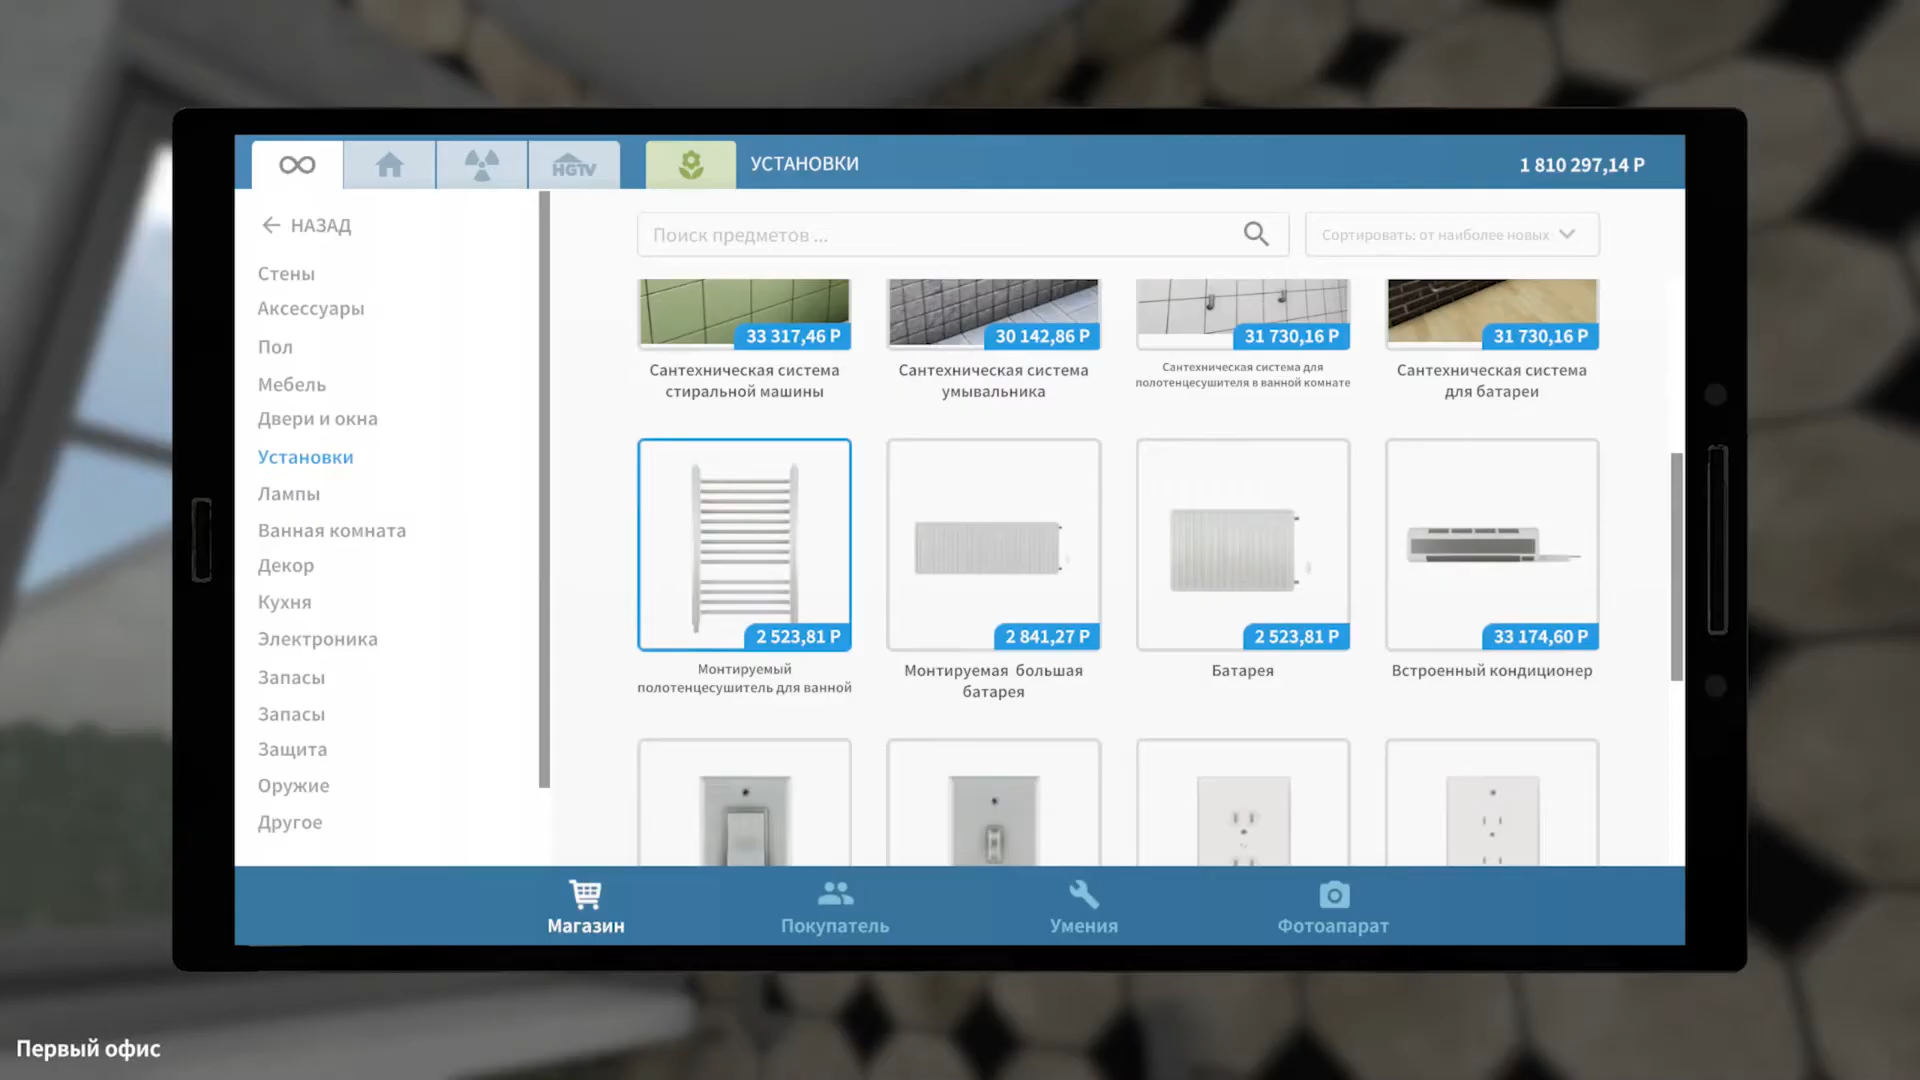 HGTV
УСТАНОВКИ
1 810 297,14 Р
НАЗАД
Стены
Аксессуары
Пол
Мебель
Двери и окна
Установки
Лампы
Ванная комната
Декор
Кухня
Электроника
Запасы
Запасы
Защита
Оружие
Другое
Поиск предметов ...
Сортировать: от наиболее новых
33 317,46 Р
30 142,86 Р
31 730,16 Р
31 730,16 Р
Сантехническая система
стиральной машины
Сантехническая система
умывальника
Сантехническая система для
полотенцесушителя в ванной комнате
Сантехническая система
для батареи
2 523,81 Р
2 841,27 Р
2 523,81 Р
33 174,60 Р
Монтируемый
полотенцесушитель для ванной
Монтируемая большая
батарея
Батарея
Встроенный кондиционер
Магазин
Покупатель
Умения
Фотоапарат
Первый офис